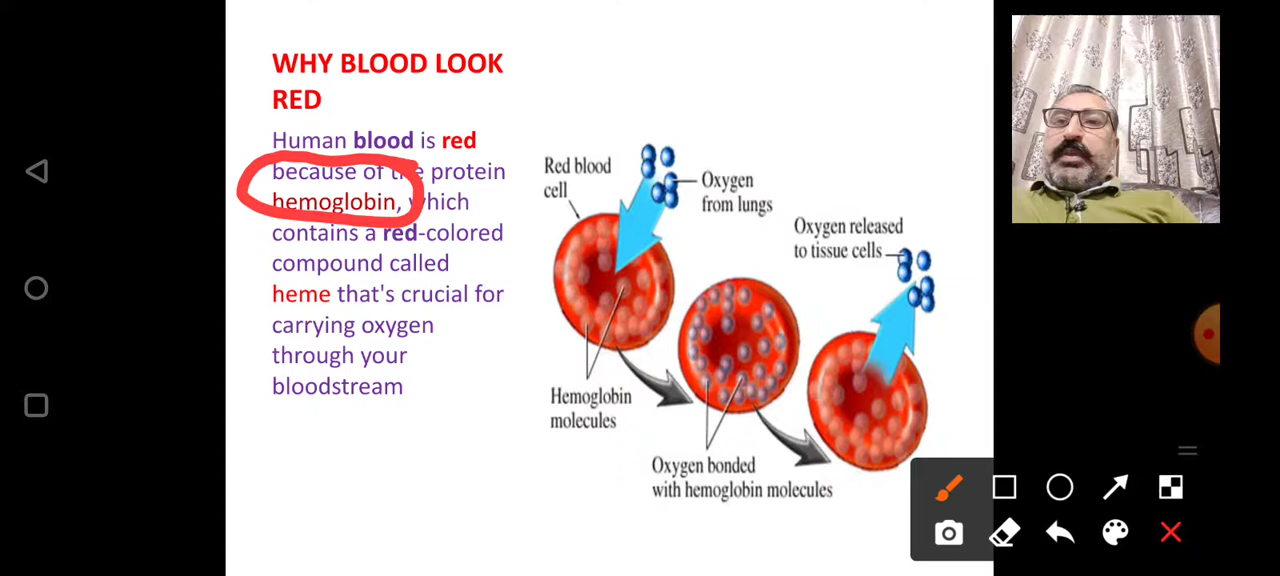 WHY BLOOD LOOK
RED
Human blood is red
because of the protein
hemoglobin, which
contains a red-colored
compound called
heme that's crucial for
carrying oxygen
through your
bloodstream
Red blood
cell
Oxygen
from lungs
Oxygen released
to tissue cells
Hemoglobin
molecules
Oxygen bonded
with hemoglobin molecules